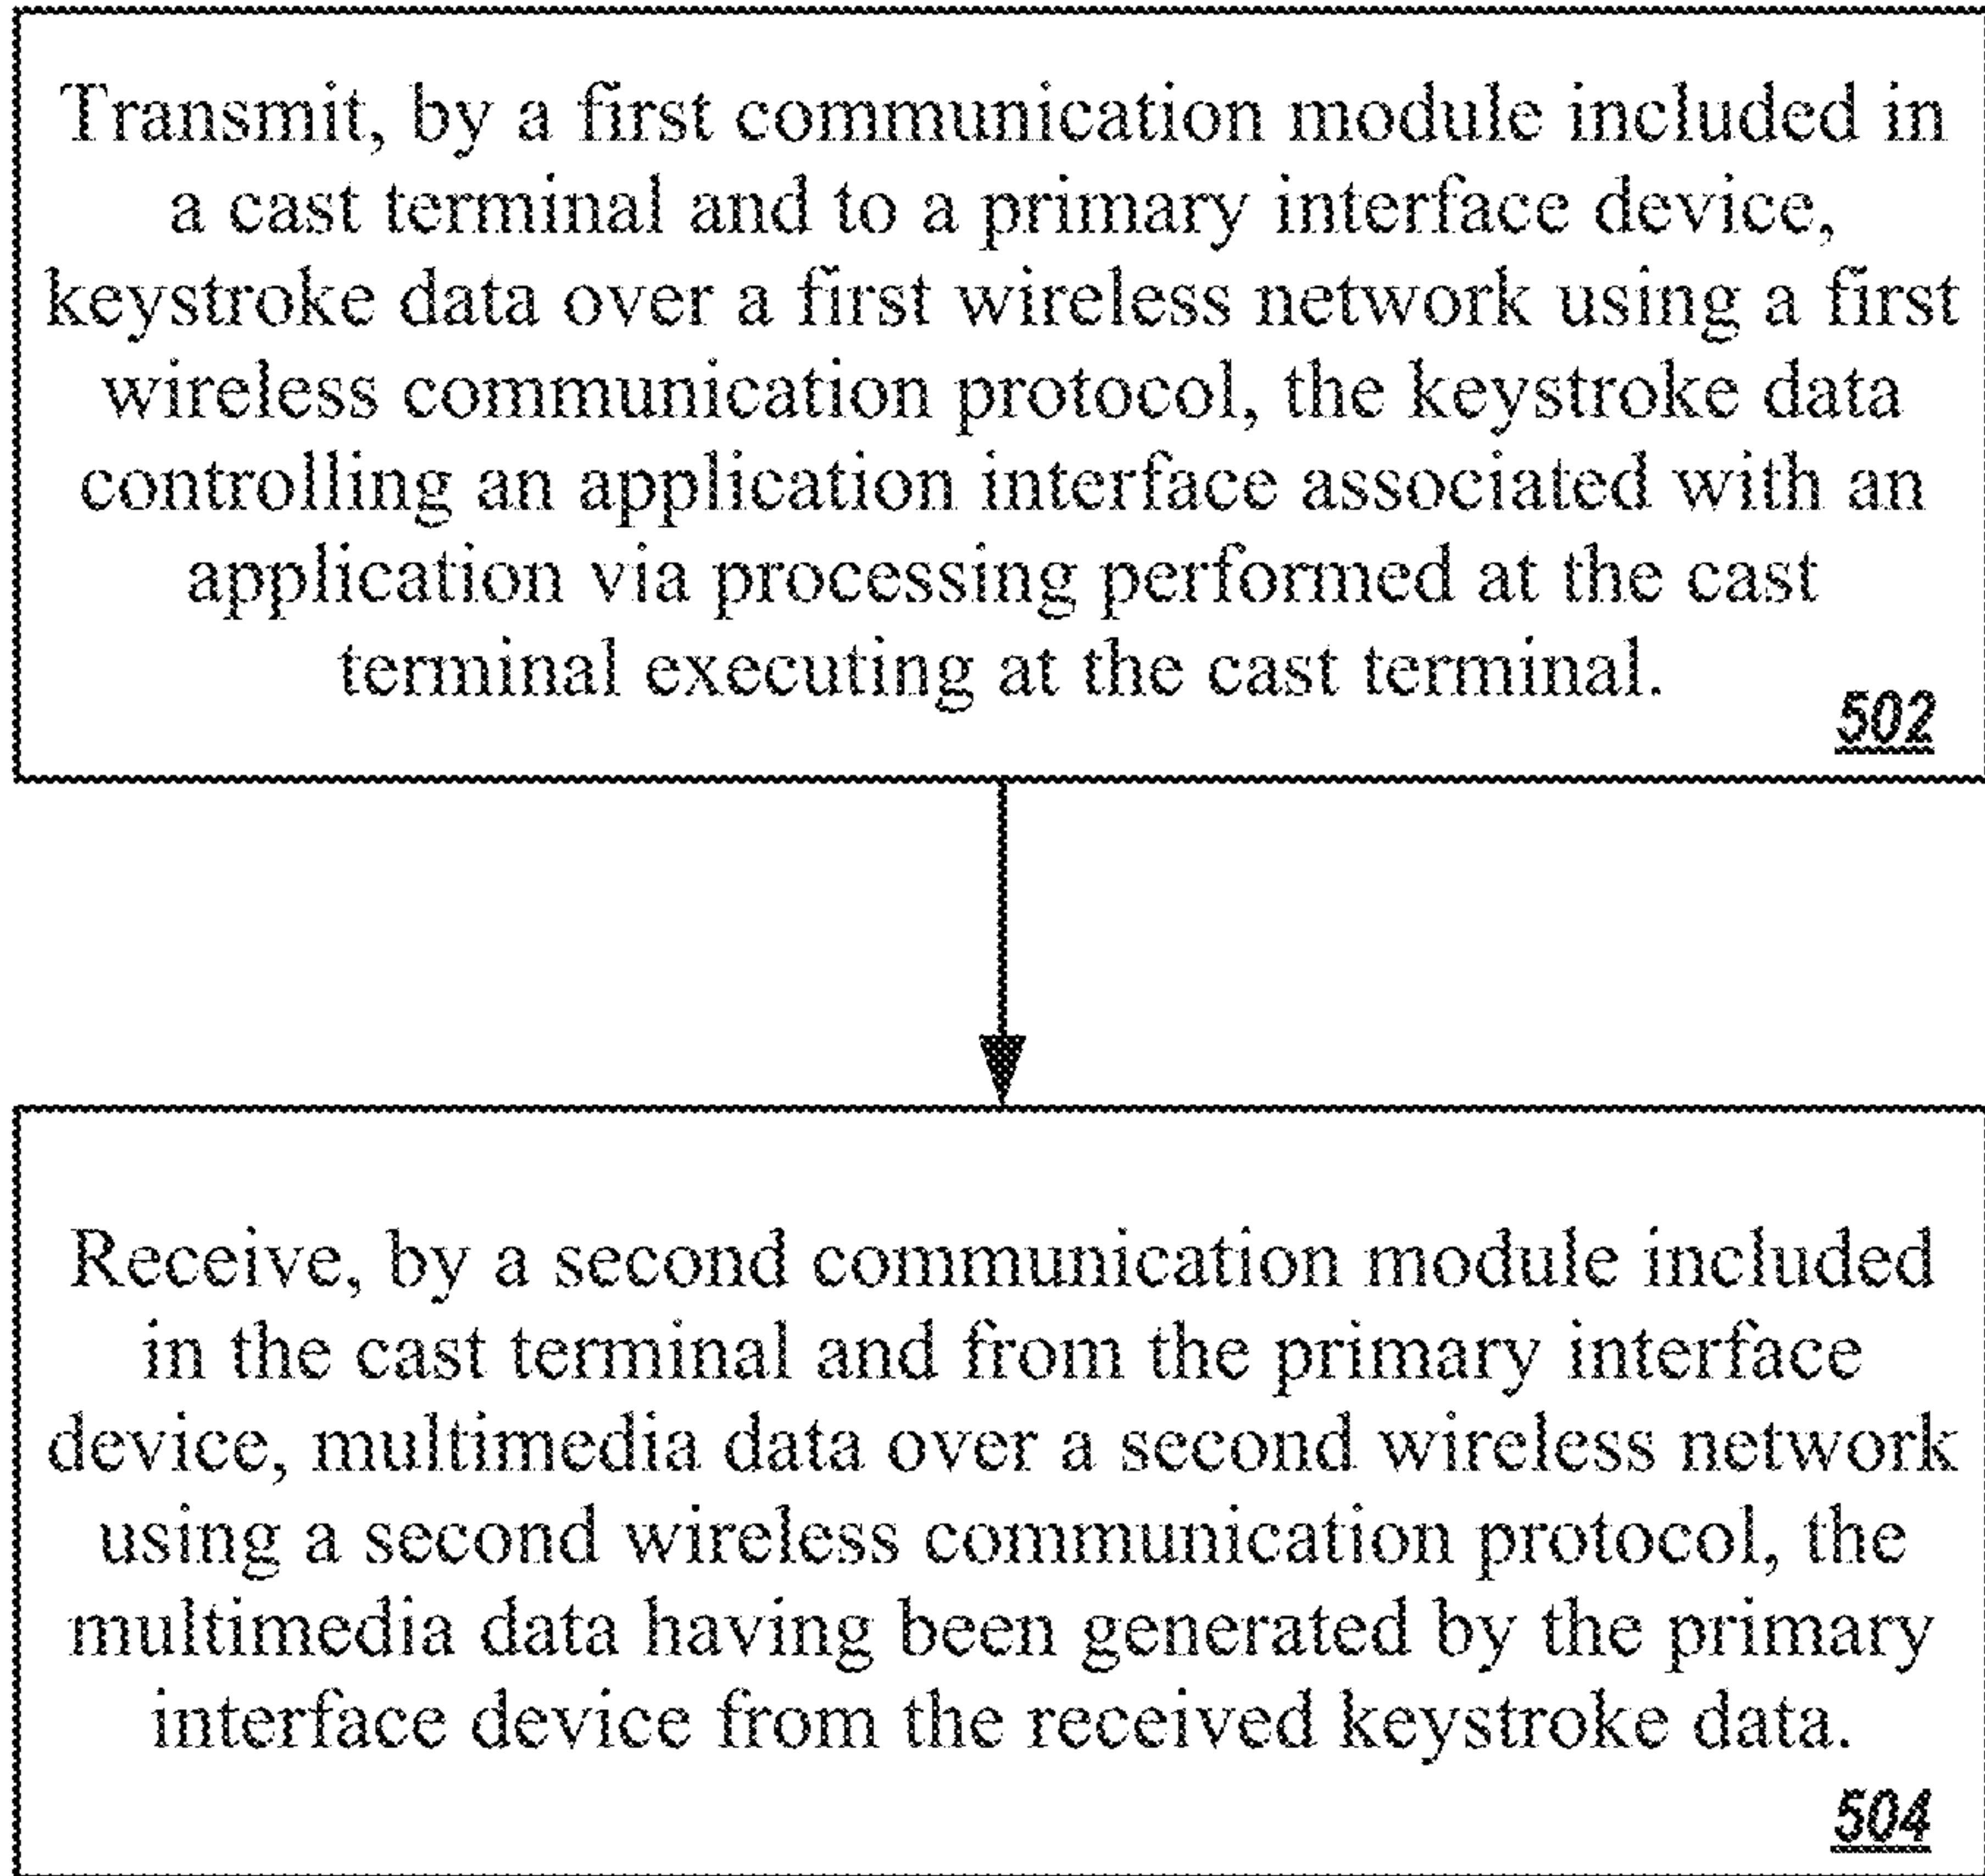 Transmit, by a first communication module included in
a cast terminal and to a primary interface device,
keystroke data over a first wireless network using a first
wireless communication protocol, the keystroke data
controlling an application interface associated with an
application via processing performed at the cast
terminal executing at the cast terminal.
502
Receive, by a second communication module included
in the cast terminal and from the primary interface
device, multimedia data over a second wireless network
using a second wireless communication protocol, the
multimedia data having been generated by the primary
interface device from the received keystroke data.
504